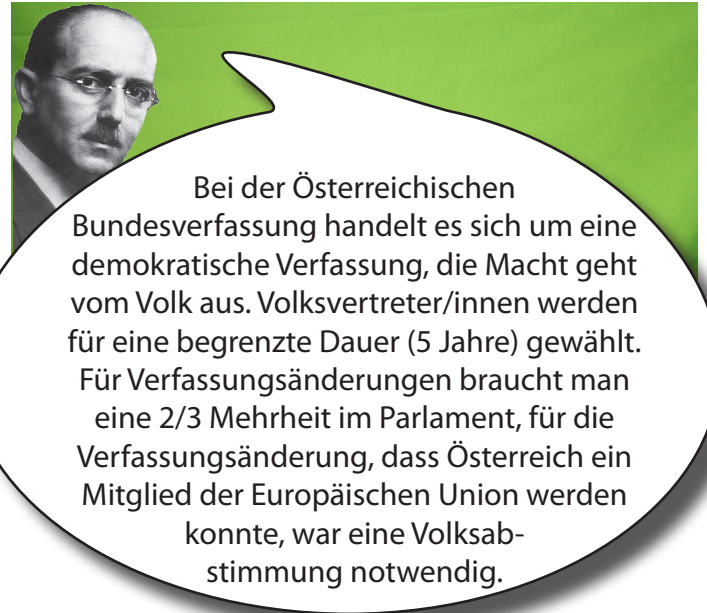 Bei der Österreichischen
Bundesverfassung handelt es sich um eine
demokratische Verfassung, die Macht geht
vom Volk aus. Volksvertreter/innen werden
für eine begrenzte Dauer (5 Jahre) gewählt.
Für Verfassungsänderungen braucht man
eine 2/3 Mehrheit im Parlament, für die
Verfassungsänderung, dass Österreich ein
Mitglied der Europäischen Union werden
konnte, war eine Volksab-
stimmung notwendig.